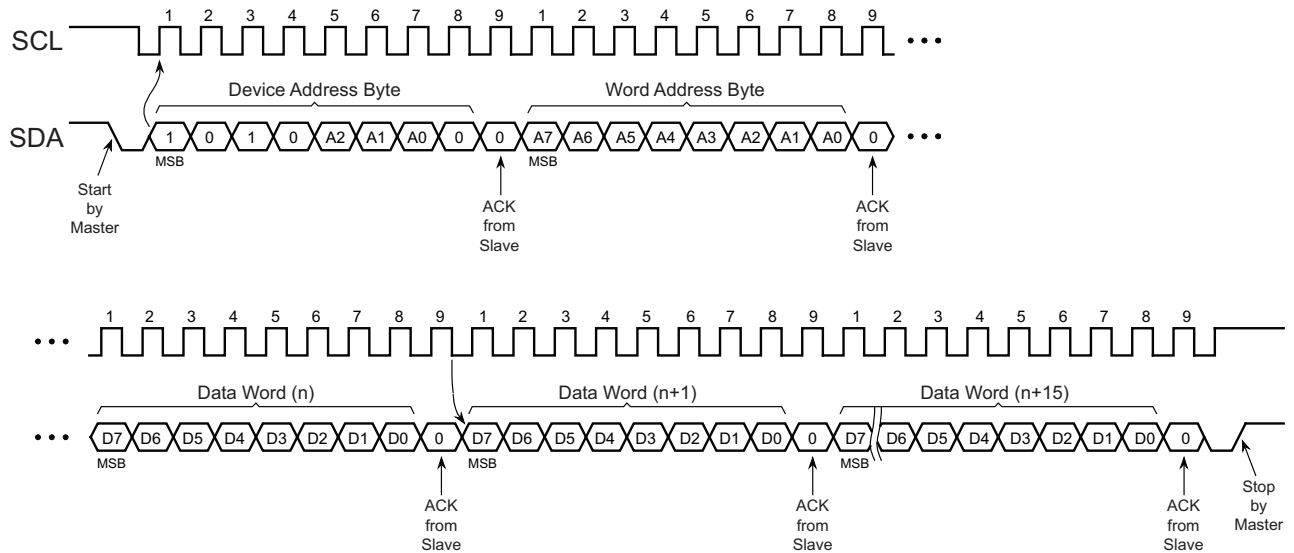 1 2 3 4 5 6 7 8 9 1 2 3 4 5 6 7 8 9
SCL
Device Address Byte Word Address Byte
SDA 1 0 1 0 A2 A1 A0 0 0 A7 A6 A5 A4 A3 A2 A1 A0 0
MSB MSB
Start
by
Master
ACK
from
Slave
ACK
from
Slave
1 2 3 4 5 6 7 8 9 1 2 3 4 5 6 7 8 9 1 2 3 4 5 6 7 8 9
Data Word (n) Data Word (n+1) Data Word (n+15)
D7 D6 D5 D4 D3 D2 D1 D0 0 D7 D6 D5 D4 D3 D2 D1 D0 0 D7 D6 D5 D4 D3 D2 D1 D0 0
MSB MSB MSB
ACK
from
Slave
ACK
from
Slave
ACK
from
Slave
Stop
by
Master